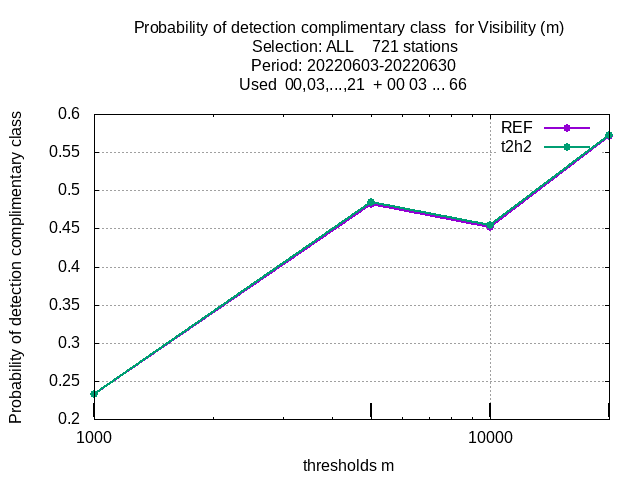 Probability of detection complimentary class  for Visibility (m)
Selection: ALL    721 stations
Period: 20220603-20220630
Used  00,03,...,21  + 00 03 ... 66
Probability of detection complimentary class
0.6
0.55
0.5
0.45
0.4
0.35
0.3
0.25
0.2
REF
t2h2
1000
10000
thresholds m